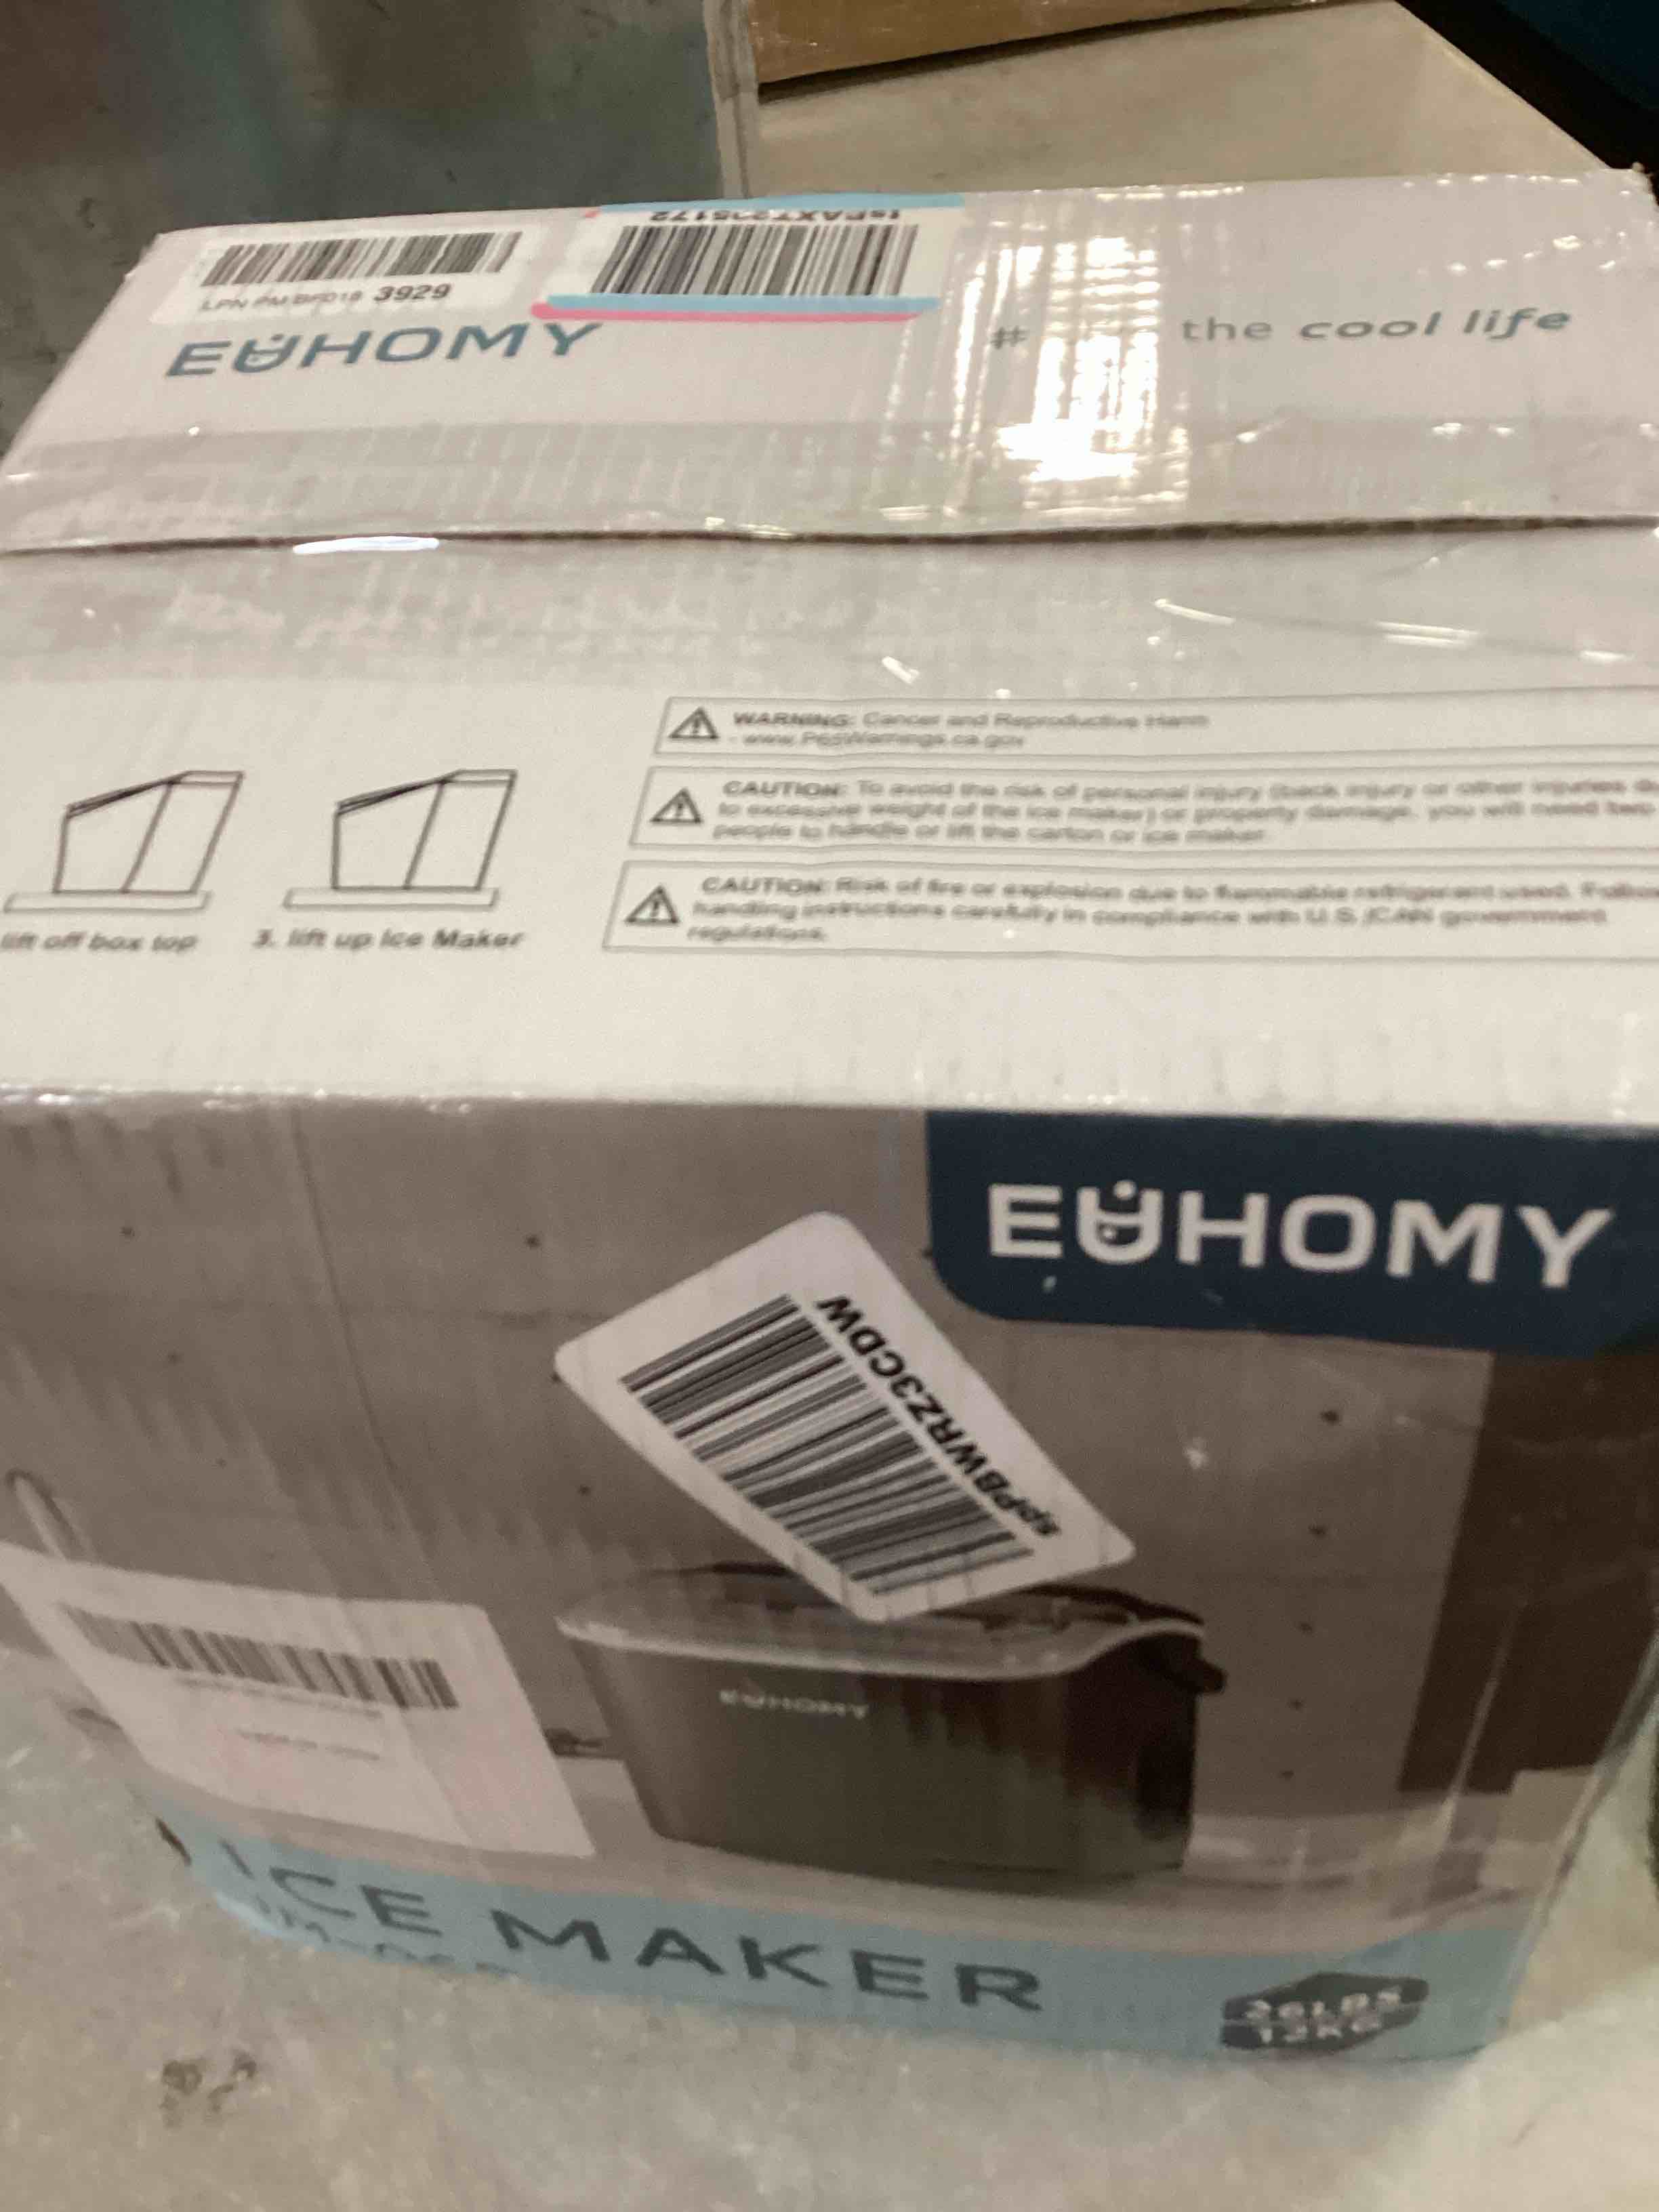 3929
EUHOMY
# the cool life
WARNING: Cancer and Reproductive Harm
- www.P65Warnings.ca.gov
CAUTION: To avoid the risk of personal injury (back injury or other injuries
to excessive weight of the ice maker) or property damage, you will need two
people to handle or lift the carton or ice maker.
CAUTION: Risk of fire or explosion due to flammable refrigerant used. Follow
handling instructions carefully in compliance with U.S./CAN government
regulations.
lift off box top
3. lift up Ice Maker
EUHOMY
spPBWRZ3CDW
EUHOMY
ICE MAKER
26LBS
12KG